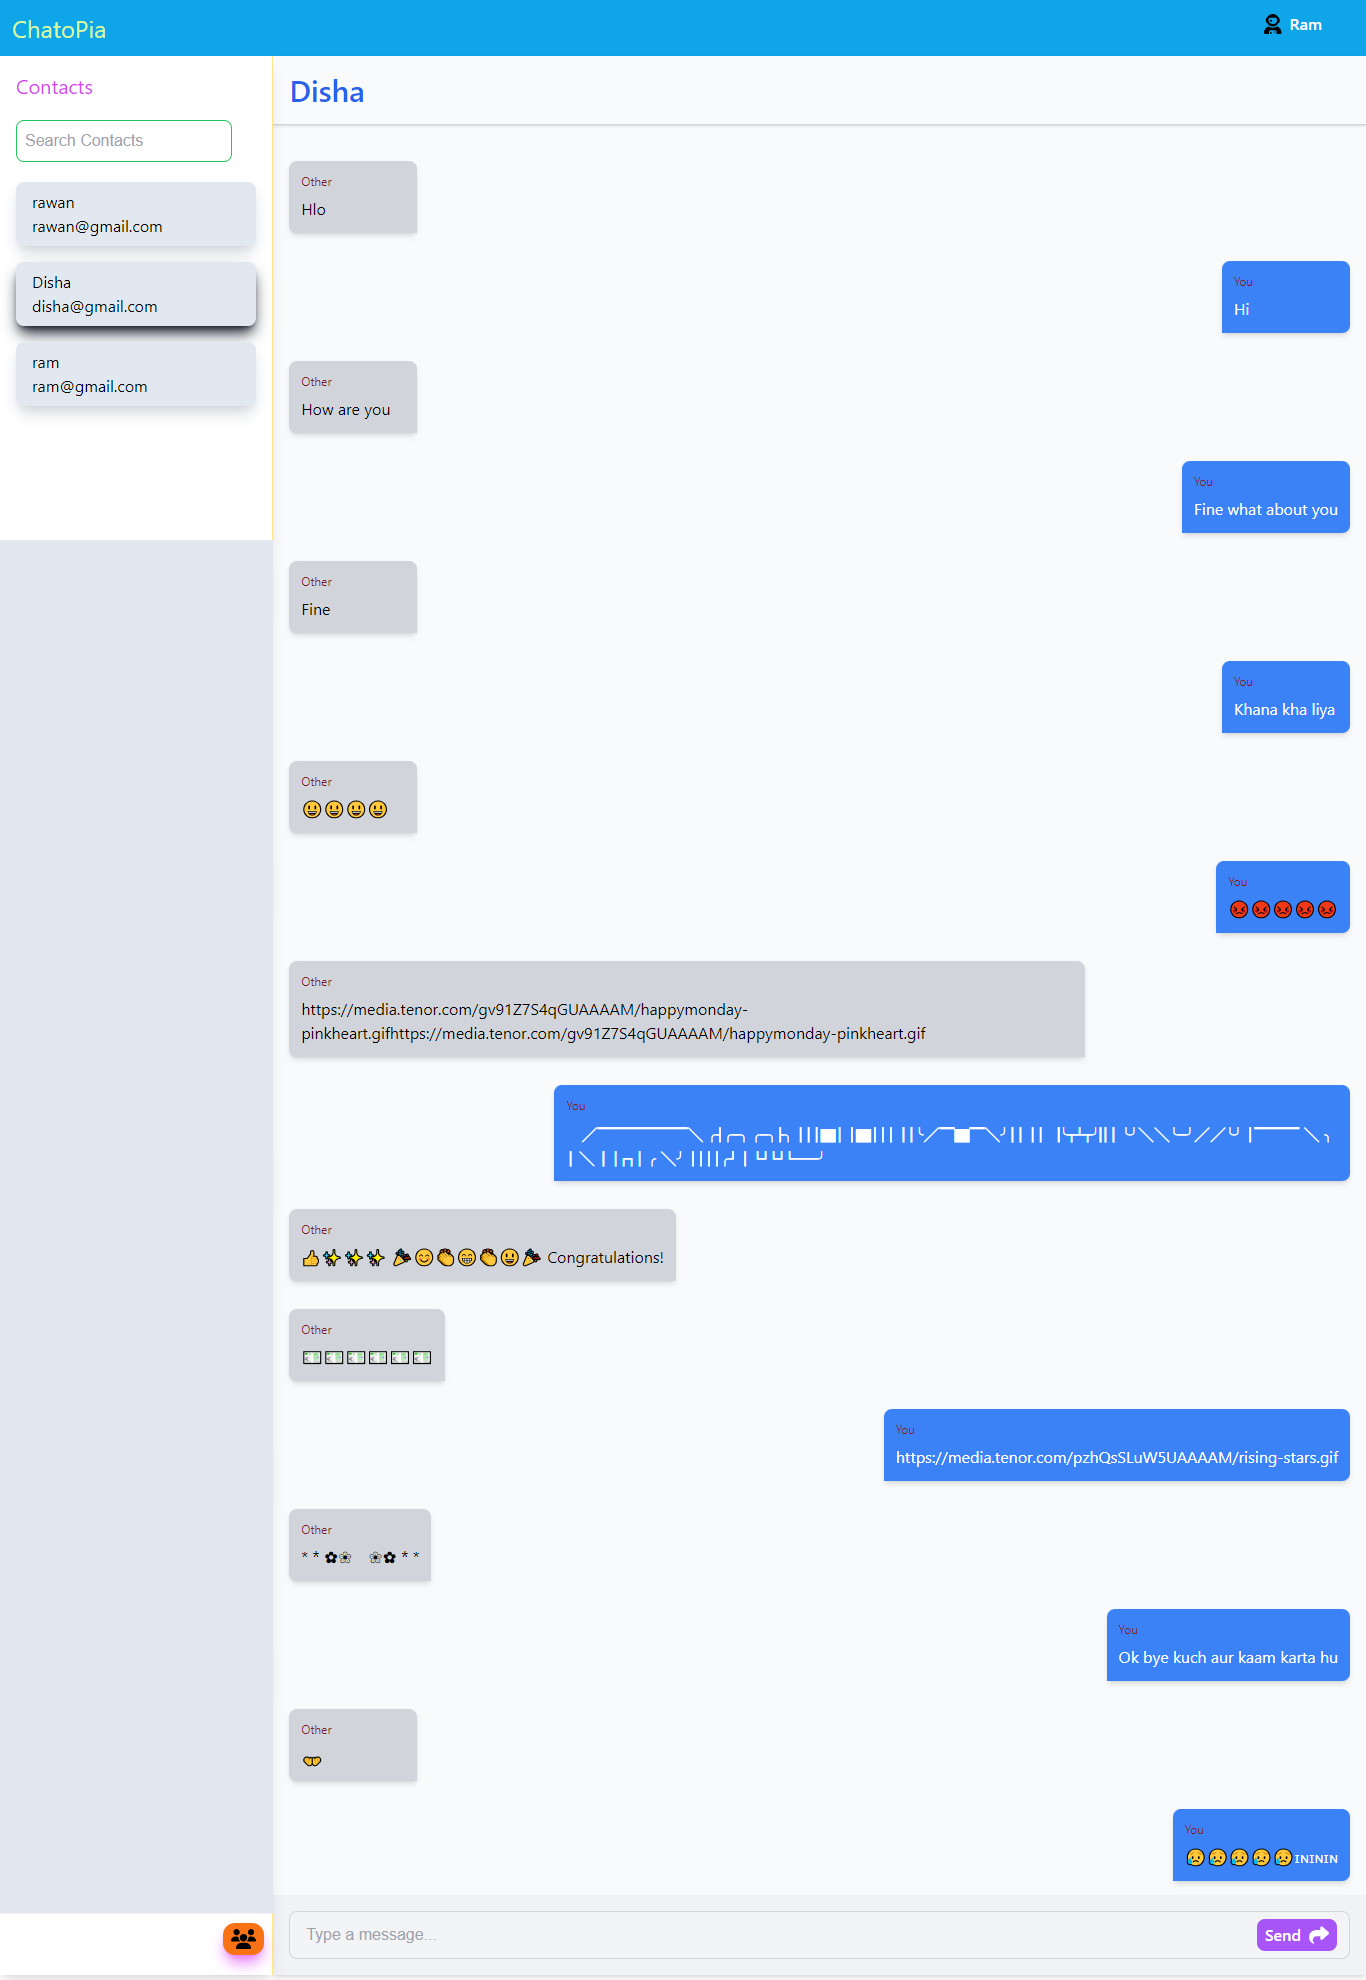 ChatoPia
Ram
Contacts
Search Contacts
rawan
rawan@gmail.com
Disha
disha@gmail.com
ram
ram@gmail.com
Disha
Other
Hlo
You
Hi
Other
How are you
You
Fine what about you
Other
Fine
You
Khana kha liya
Other
😃😃😃😃
You
😡😡😡😡😡
Other
https://media.tenor.com/gv91Z7S4qGUAAAAM/happymonday-
pinkheart.gifhttps://media.tenor.com/gv91Z7S4qGUAAAAM/happymonday-pinkheart.gif
You
Other
👍✨✨✨ 🎉😊👏😁👏😃🎉 Congratulations!
Other
💵💵💵💵💵💵
You
https://media.tenor.com/pzhQsSLuW5UAAAAM/rising-stars.gif
Other
* * ✿❀ ❀✿ * *
You
Ok bye kuch aur kaam karta hu
Other
You
😥😥😥😥😥ɪɴɪɴɪɴ
Type a message...
Send